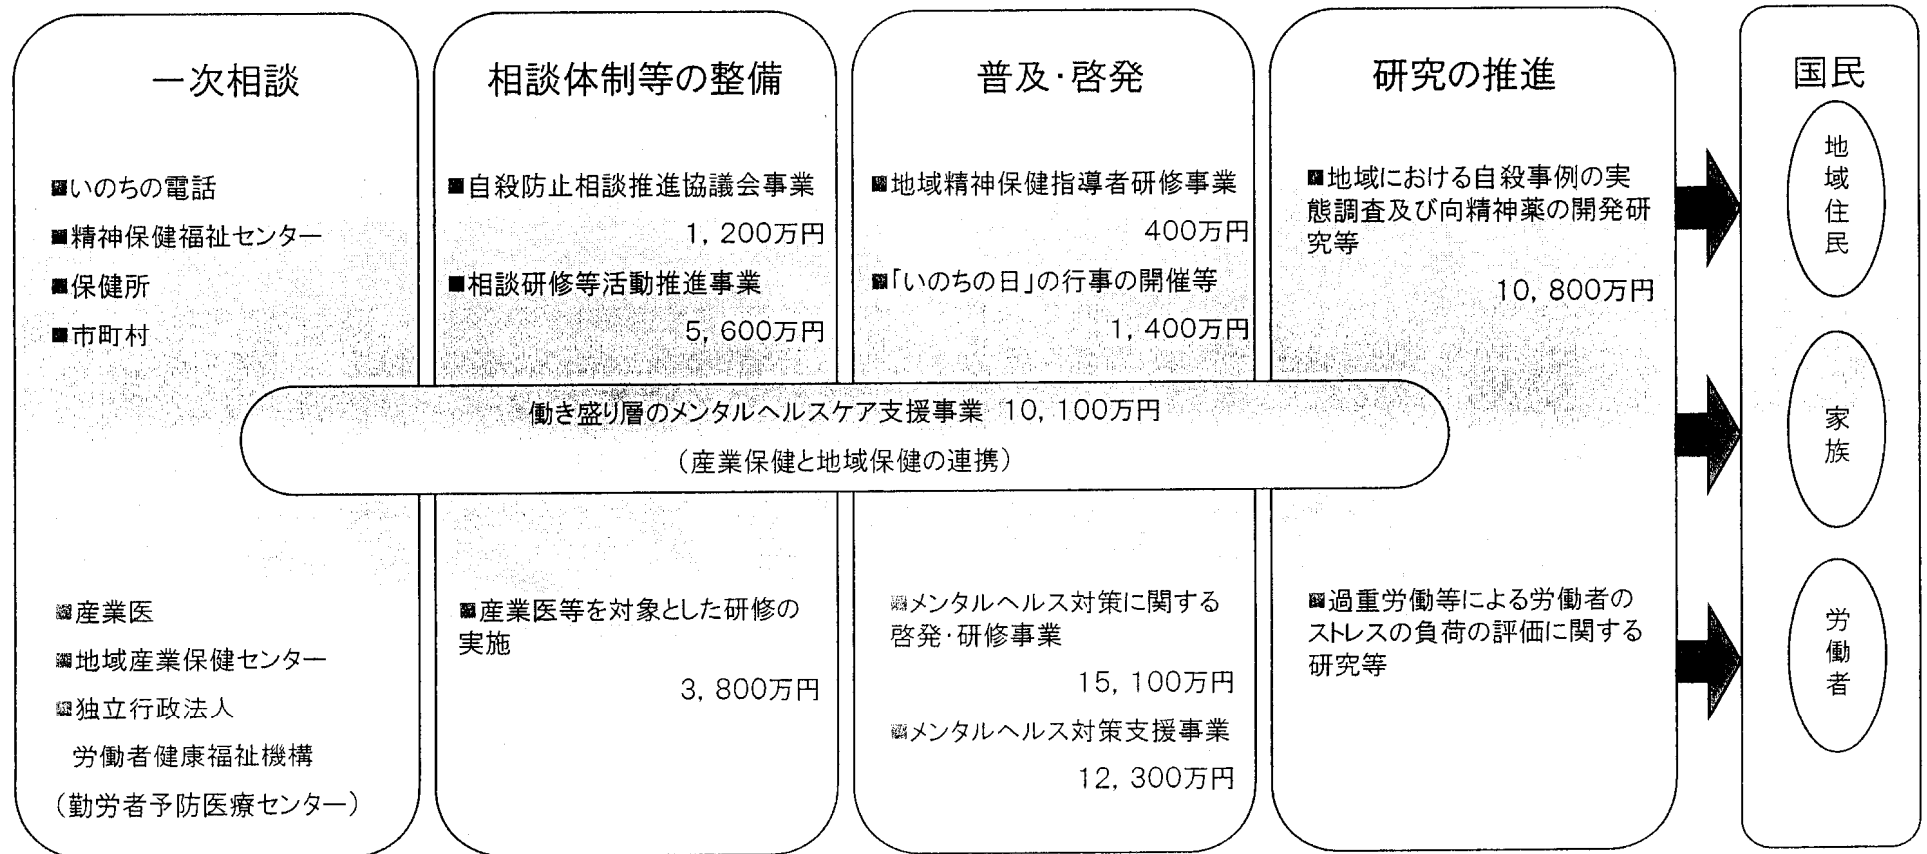 一次相談
■いのちの電話
■精神保健福祉センター
■保健所
■市町村
■産業医
■地域産業保健センター
■独立行政法人
労働者健康福祉機構
（勤労者予防医療センター）
相談体制等の整備
■自殺防止相談推進協議会事業
1，200万円
■相談研修等活動推進事業
5，600万円
■産業医等を対象とした研修の
実施
3，800万円
普及・啓発
■地域精神保健指導者研修事業
400万円
■「いのちの日」の行事の開催等
1，400万円
■メンタルヘルス対策に関する
啓発・研修事業
15，100万円
■メンタルヘルス対策支援事業
12，300万円
研究の推進
■地域における自殺事例の実
態調査及び向精神薬の開発研
究等
10，800万円
■過重労働等による労働者の
ストレスの負荷の評価に関する
研究等
働き盛り層のメンタルヘルスケア支援事業 10，100万円
（産業保健と地域保健の連携）
国民
地域住民
家族
労働者